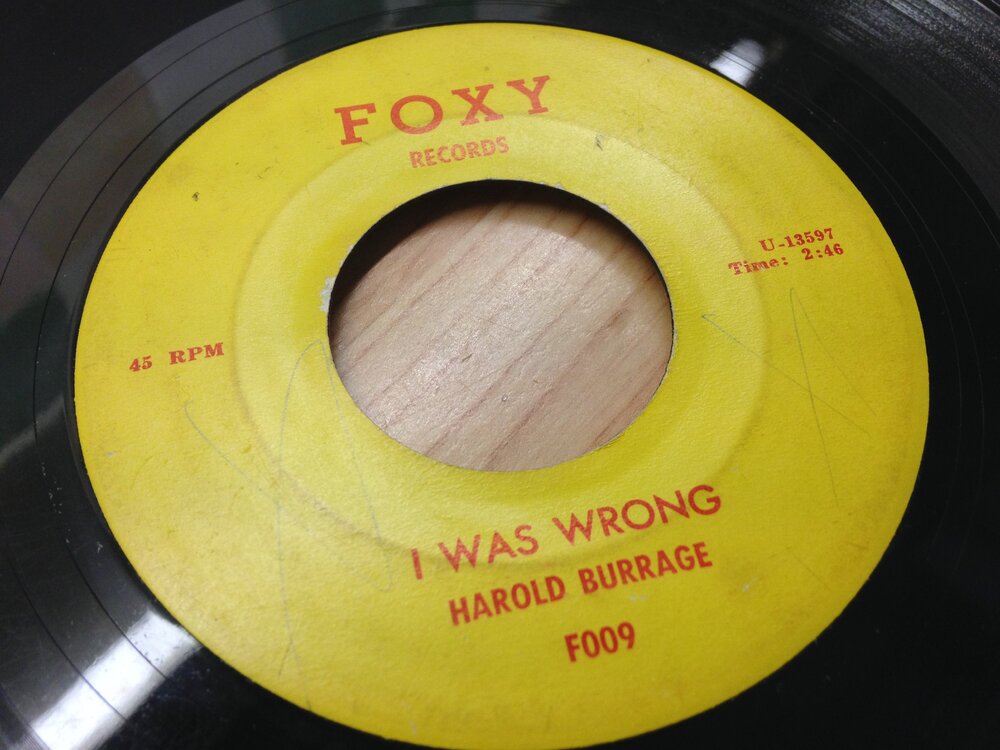 FOXY
RECORDS
U-13597
Time: 2:46
45 RPM
I WAS WRONG
HAROLD BURRAGE
F009